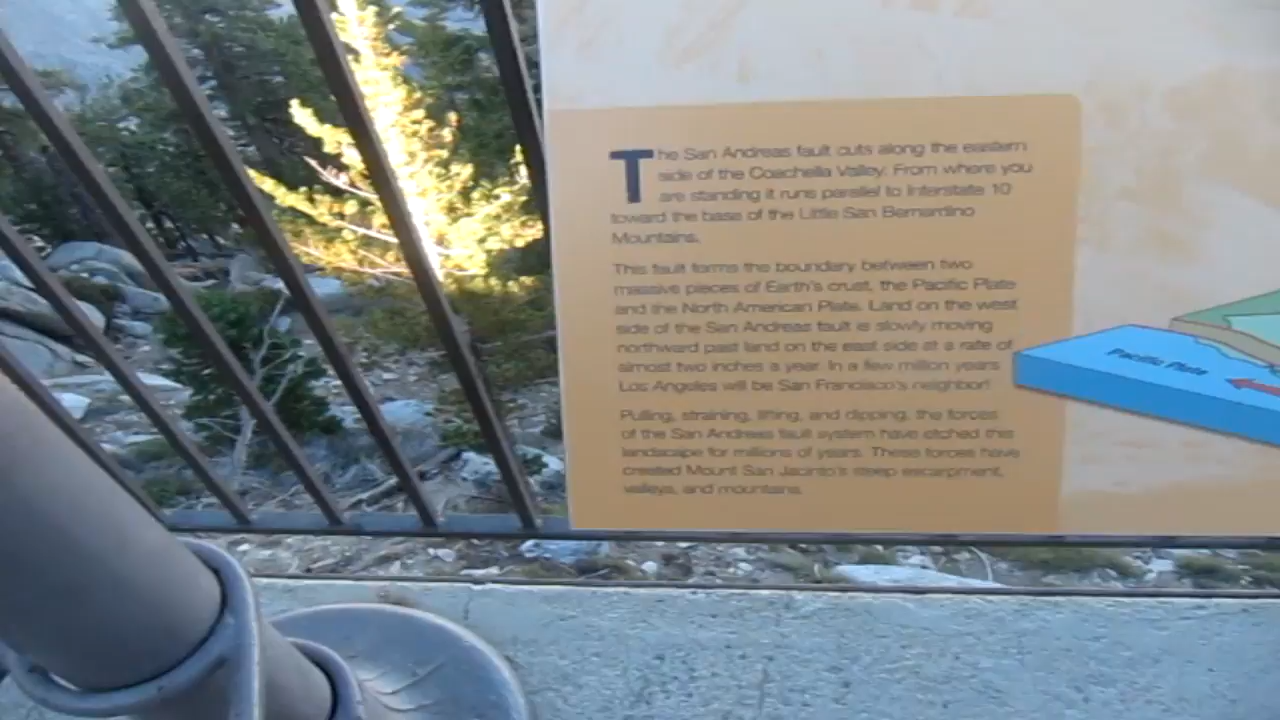 The San Andreas fault cuts along the eastern
side of the Coachella Valley. From where you
are standing it runs parallel to Interstate 10
toward the base of the Little San Bernardino
Mountains.
This fault forms the boundary between two
massive pieces of Earth's crust, the Pacific Plate
and the North American Plate. Land on the west
side of the San Andreas fault is slowly moving
northward past land on the east side at a rate of
almost two inches a year. In a few million years
Los Angeles will be San Francisco's neighbor!
Pulling, straining, lifting, and dipping, the forces
of the San Andreas fault system have etched this
landscape for millions of years. These forces have
created Mount San Jacinto's steep escarpment,
valleys, and mountains.
Pacific Plate